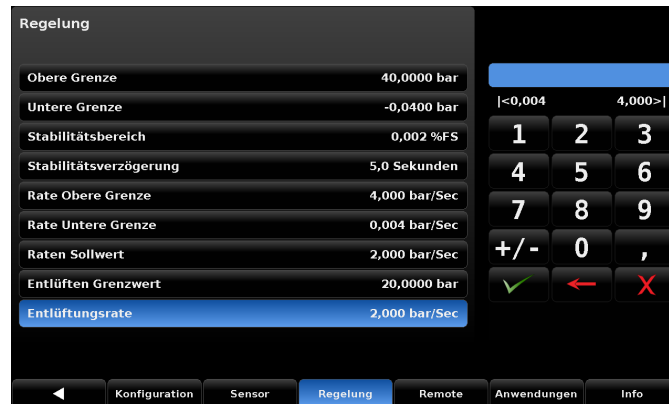 Regelung
Obere Grenze 40,0000 bar
Untere Grenze -0,0400 bar
Stabilitätsbereich 0,002 %FS
Stabilitätsverzögerung 5,0 Sekunden
Rate Obere Grenze 4,000 bar/Sec
Rate Untere Grenze 0,004 bar/Sec
Raten Sollwert 2,000 bar/Sec
Entlüften Grenzwert 20,0000 bar
Entlüftungsrate 2,000 bar/Sec
|<0,004 4,000>|
1 2 3
4 5 6
7 8 9
+/- 0 ,
X
Konfiguration Sensor Regelung Remote Anwendungen Info